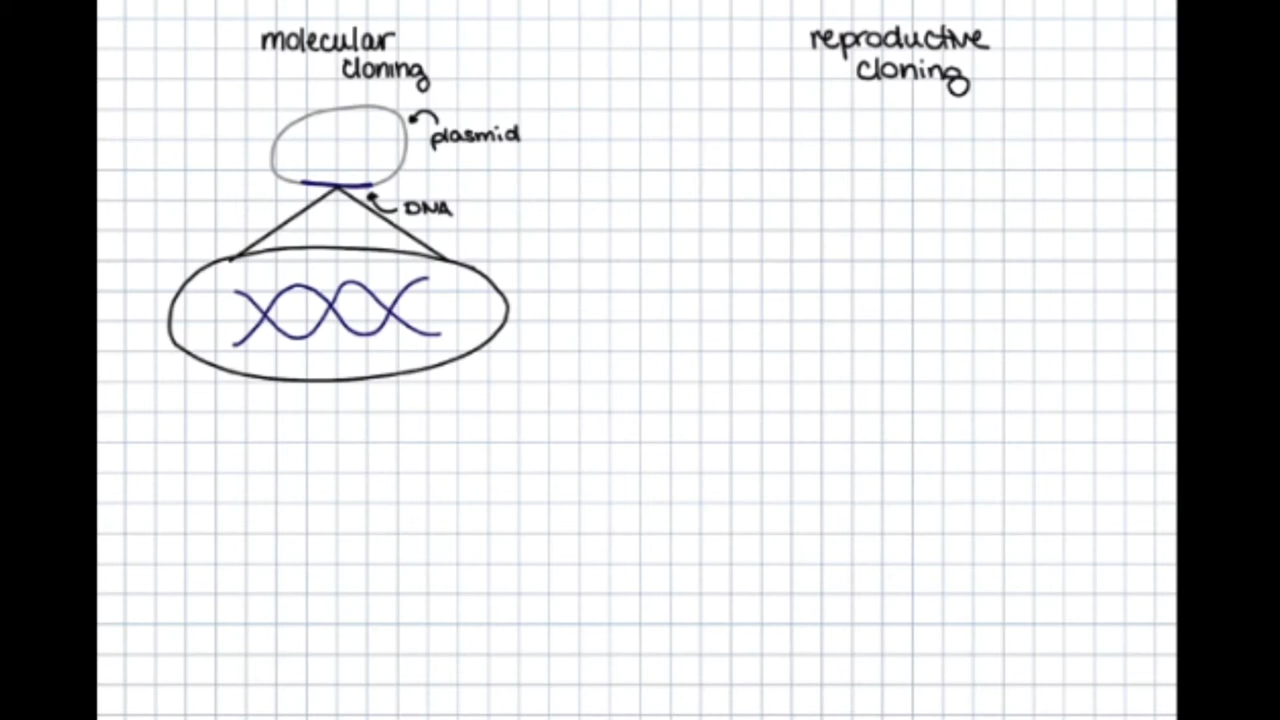 molecular
cloning
plasmid
DNA
reproductive
cloning